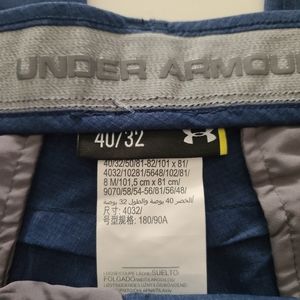 UNDER ARMOUR
40/32
40/32/50/81-82/101 x 81/
4032/10281/5648/102/81/
8 M/101,5 cm x 81 cm/
9070/58/54-56/81/56/48/
الخصر 40 بوصة والطول 32 بوصة
尺寸: 4032/
号型规格: 180/90A
SUELTO